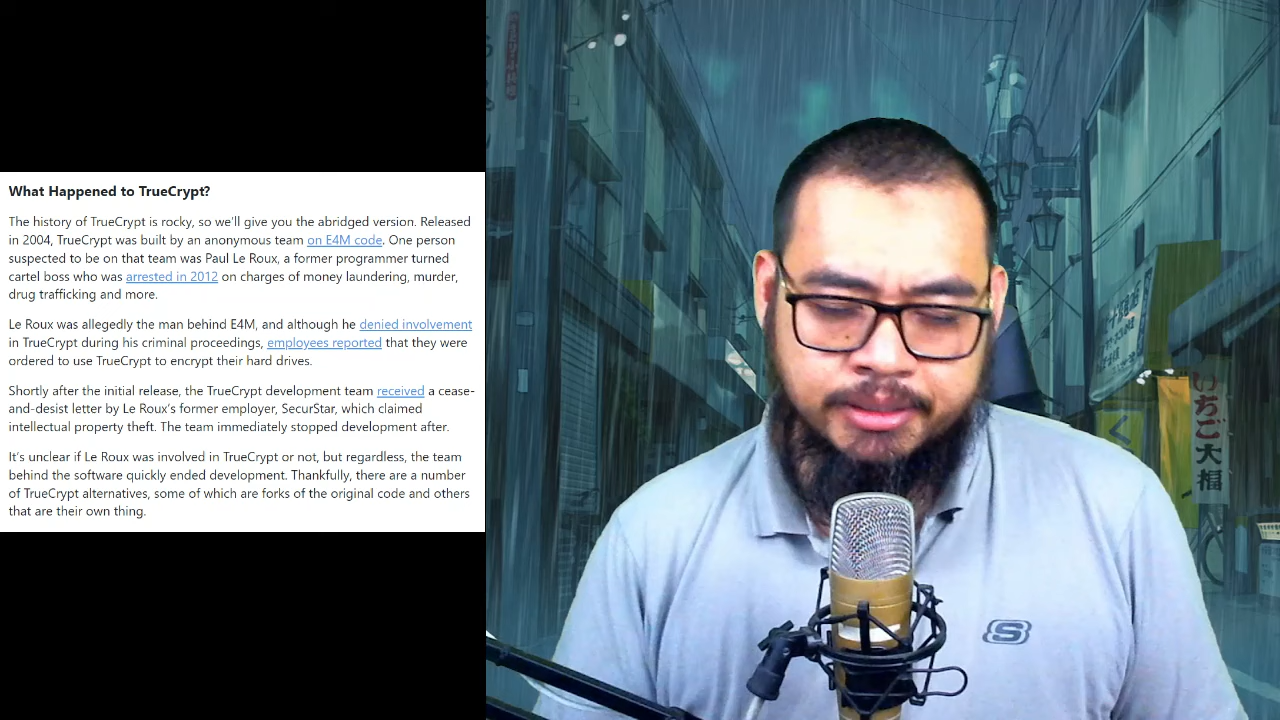 What Happened to TrueCrypt?
The history of TrueCrypt is rocky, so we'll give you the abridged version. Released
in 2004, TrueCrypt was built by an anonymous team on E4M code. One person
suspected to be on that team was Paul Le Roux, a former programmer turned
cartel boss who was arrested in 2012 on charges of money laundering, murder,
drug trafficking and more.
Le Roux was allegedly the man behind E4M, and although he denied involvement
in TrueCrypt during his criminal proceedings, employees reported that they were
ordered to use TrueCrypt to encrypt their hard drives.
Shortly after the initial release, the TrueCrypt development team received a cease-
and-desist letter by Le Roux's former employer, SecurStar, which claimed
intellectual property theft. The team immediately stopped development after.
It's unclear if Le Roux was involved in TrueCrypt or not, but regardless, the team
behind the software quickly ended development. Thankfully, there are a number
of TrueCrypt alternatives, some of which are forks of the original code and others
that are their own thing.
いちご大福
く